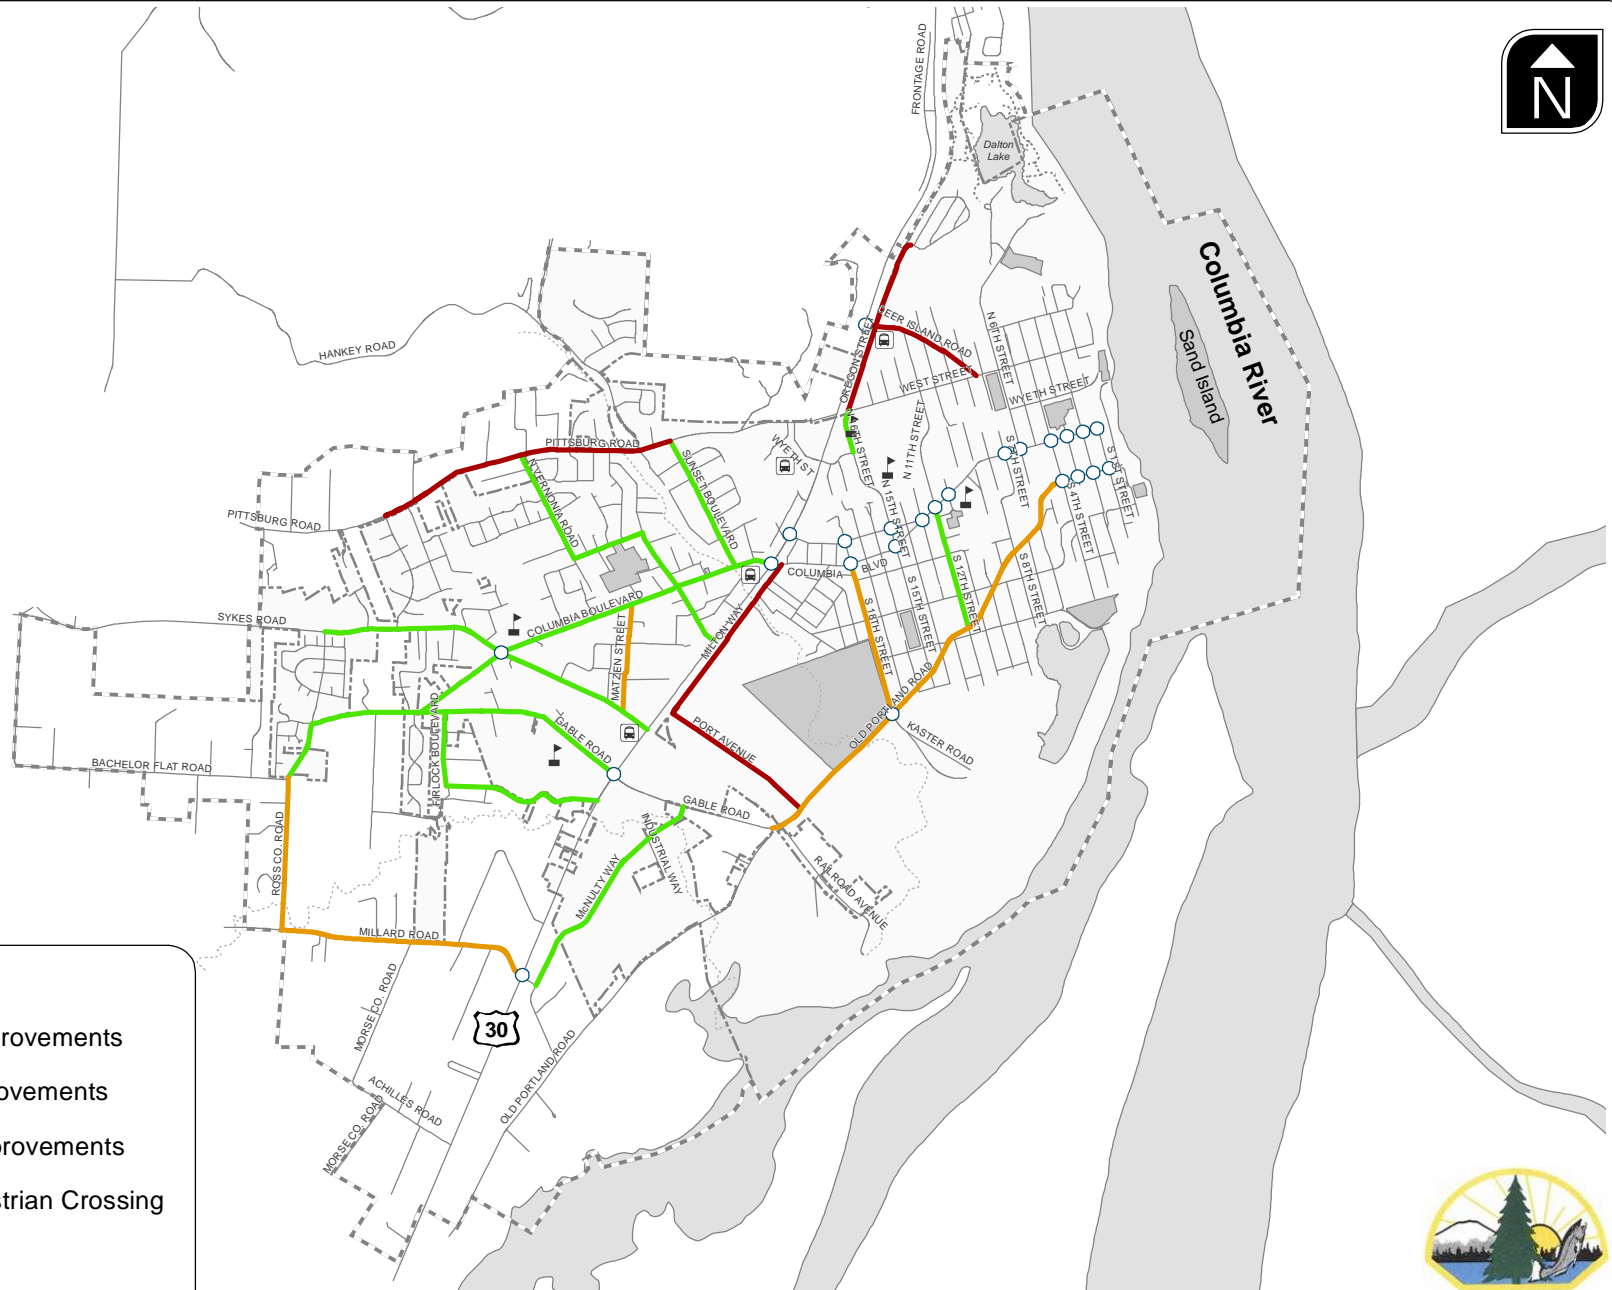 FRONTAGE ROAD
N
Dalton
Lake
Columbia River
Sand Island
HANKEY ROAD
DEER ISLAND ROAD
OREGON STREET
N 6TH STREET
WEST STREET
WYETH STREET
PITTSBURG ROAD
WYETH ST
N 16TH STREET
N 11TH STREET
SUNSET BOULEVARD
N VERNONIA ROAD
N 15TH STREET
S 1ST STREET
S 4TH STREET
PITTSBURG ROAD
COLUMBIA BLVD
S 12TH STREET
S 8TH STREET
S 15TH STREET
S 18TH STREET
SYKES ROAD
COLUMBIA BOULEVARD
MILTON WAY
MATZEN STREET
OLD PORTLAND ROAD
KASTER ROAD
PORT AVENUE
GABLE ROAD
FIRLOCK BOULEVARD
BACHELOR FLAT ROAD
GABLE ROAD
INDUSTRIAL WAY
ROSS CO. ROAD
McNULTY WAY
RAILROAD AVENUE
MILLARD ROAD
MORSE CO. ROAD
30
OLD PORTLAND ROAD
ACHILLES ROAD
MORSE CO. ROAD
rovements
ovements
provements
strian Crossing